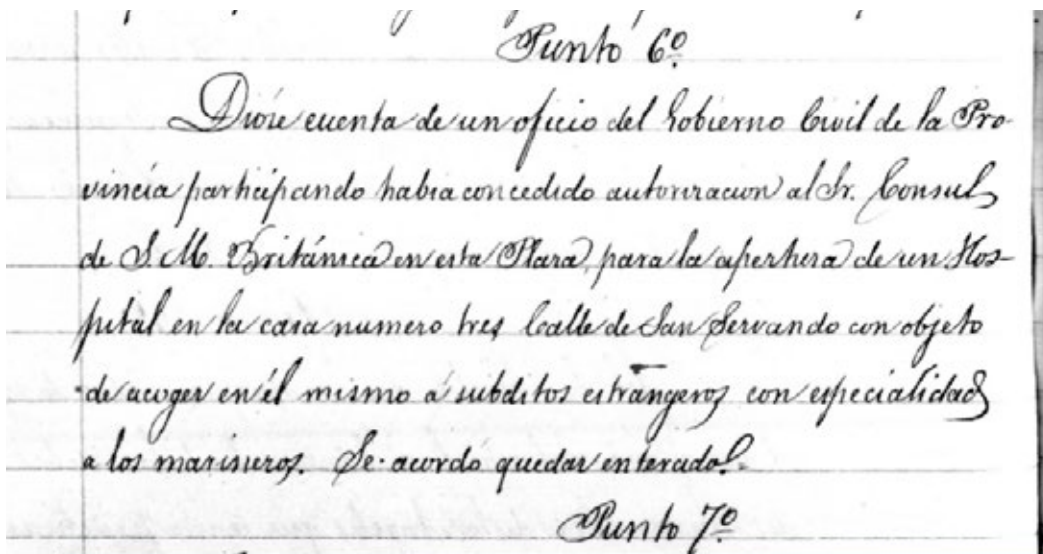 Punto 6º
Dióse cuenta de un oficio del Gobierno Civil de la Pro-
vincia participando habia concedido autorizacion al Sr. Consul
de S. M. Británica en esta Plaza, para la apertura de un Hos-
pital en la casa numero tres Calle de San Servando con objeto
de acoger en él mismo á subditos estrangeros con especialidad
a los marineros. Se acordo quedar enterado.
Punto 7º